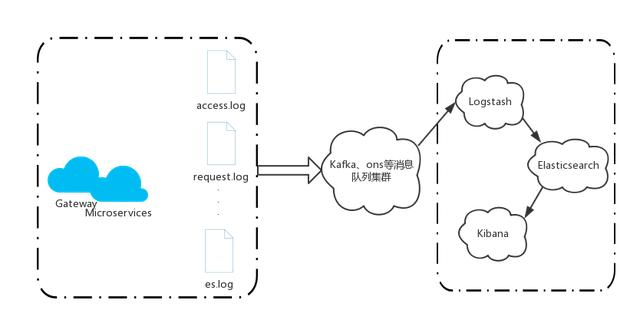 access.log
request.log
Gateway
Microservices
es.log
Kafka、ons等消息
队列集群
Logstash
Elasticsearch
Kibana